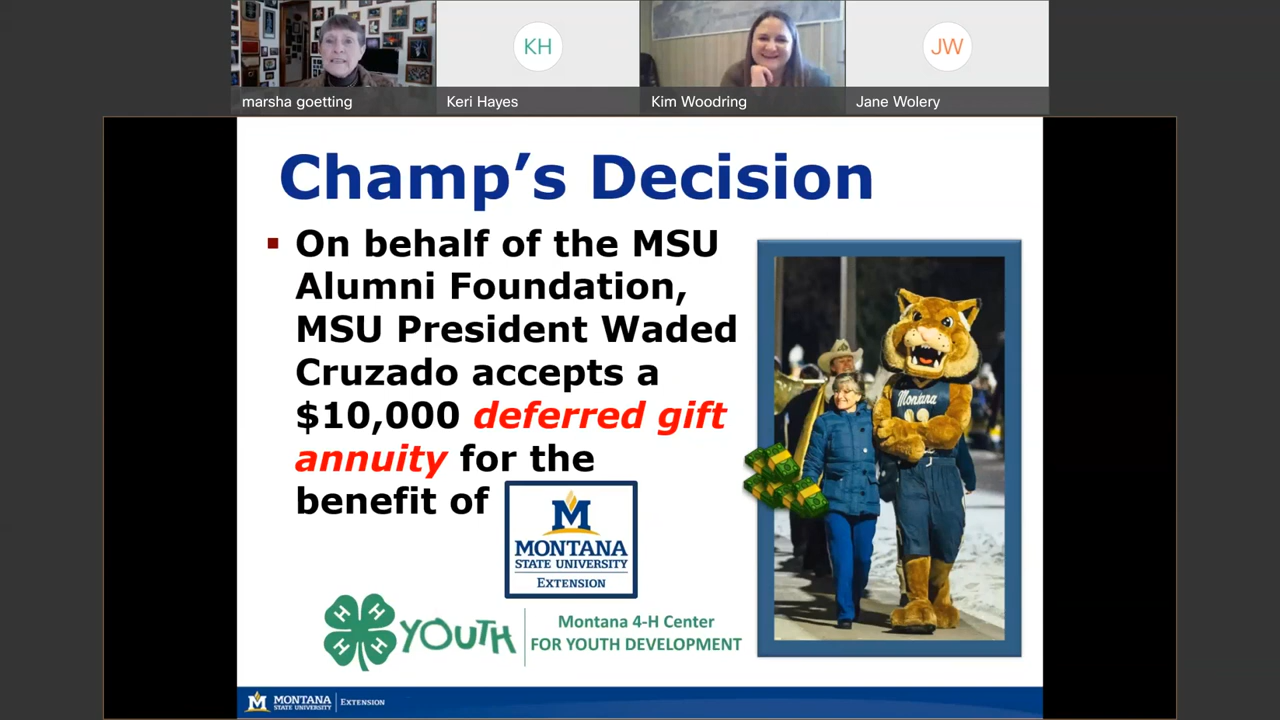 marsha goetting
KH
Keri Hayes
Kim Woodring
JW
Jane Wolery
Champ’s Decision
On behalf of the MSU
Alumni Foundation,
MSU President Waded
Cruzado accepts a
$10,000 deferred gift
annuity for the
benefit of
M
MONTANA
STATE UNIVERSITY
EXTENSION
H H H H
YOUTH
Montana 4-H Center
FOR YOUTH DEVELOPMENT
Montana
M
MONTANA
STATE UNIVERSITY
EXTENSION